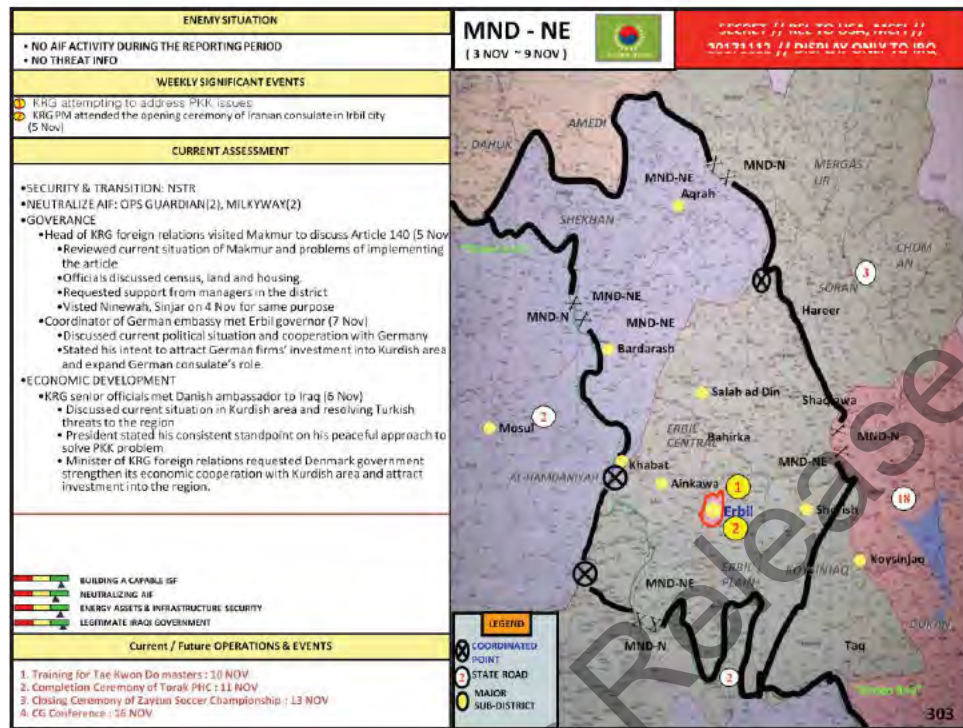 ENEMY SITUATION
• NO AIF ACTIVITY DURING THE REPORTING PERIOD
• NO THREAT INFO
WEEKLY SIGNIFICANT EVENTS
1 KRG attempting to address PKK issues
2 KRG PM attended the opening ceremony of Iranian consulate in Irbil city
(5 Nov)
CURRENT ASSESSMENT
•SECURITY & TRANSITION: NSTR
•NEUTRALIZE AIF: OPS GUARDIAN(2), MILKYWAY(2)
•GOVERANCE
•Head of KRG foreign relations visited Makmur to discuss Article 140 (5 Nov
•Reviewed current situation of Makmur and problems of implementing
the article
•Officials discussed census, land and housing.
•Requested support from managers in the district
•Visted Ninewah, Sinjar on 4 Nov for same purpose
•Coordinator of German embassy met Erbil governor (7 Nov)
•Discussed current political situation and cooperation with Germany
•Stated his intent to attract German firms' investment into Kurdish area
and expand German consulate's role.
•ECONOMIC DEVELOPMENT
•KRG senior officials met Danish ambassador to Iraq (6 Nov)
• Discussed current situation in Kurdish area and resolving Turkish
threats to the region
• President stated his consistent standpoint on his peaceful approach to
solve PKK problem
• Minister of KRG foreign relations requested Denmark government
strengthen its economic cooperation with Kurdish area and attract
investment into the region.
BUILDING A CAPABLE ISF
NEUTRALIZING AIF
ENERGY ASSETS & INFRASTRUCTURE SECURITY
LEGITIMATE IRAQI GOVERNMENT
Current / Future OPERATIONS & EVENTS
1. Training for Tae Kwon Do masters : 10 NOV
2. Completion Ceremony of Torak PHC : 11 NOV
3. Closing Ceremony of Zaytun Soccer Championship : 13 NOV
4. CG Conference : 16 NOV
MND - NE
( 3 NOV ~ 9 NOV )
SECRET // REL TO USA, MCFI //
20171112 // DISPLAY ONLY TO IRQ
AMEDI
DAHUK
MND-N
MERGASUR
MND-NE
Aqrah
SHEKHAN
CHOMAN
3
SORAN
MND-NE
Hareer
MND-N
MND-NE
Bardarash
Salah ad Din
Shaqlawa
2
Mosul
ERBIL
CENTRAL
Bahirka
MND-N
MND-NE
Khabat
AL-HAMDANIYAH
Ainkawa
1
18
Erbil
Shorish
2
ERBIL
PLAIN
KOYSINJAQ
Koysinjaq
MND-NE
DUKAN
MND-N
Taq
2
"Green Line"
LEGEND
COORDINATED
POINT
2 STATE ROAD
MAJOR
SUB-DISTRICT
303
Release